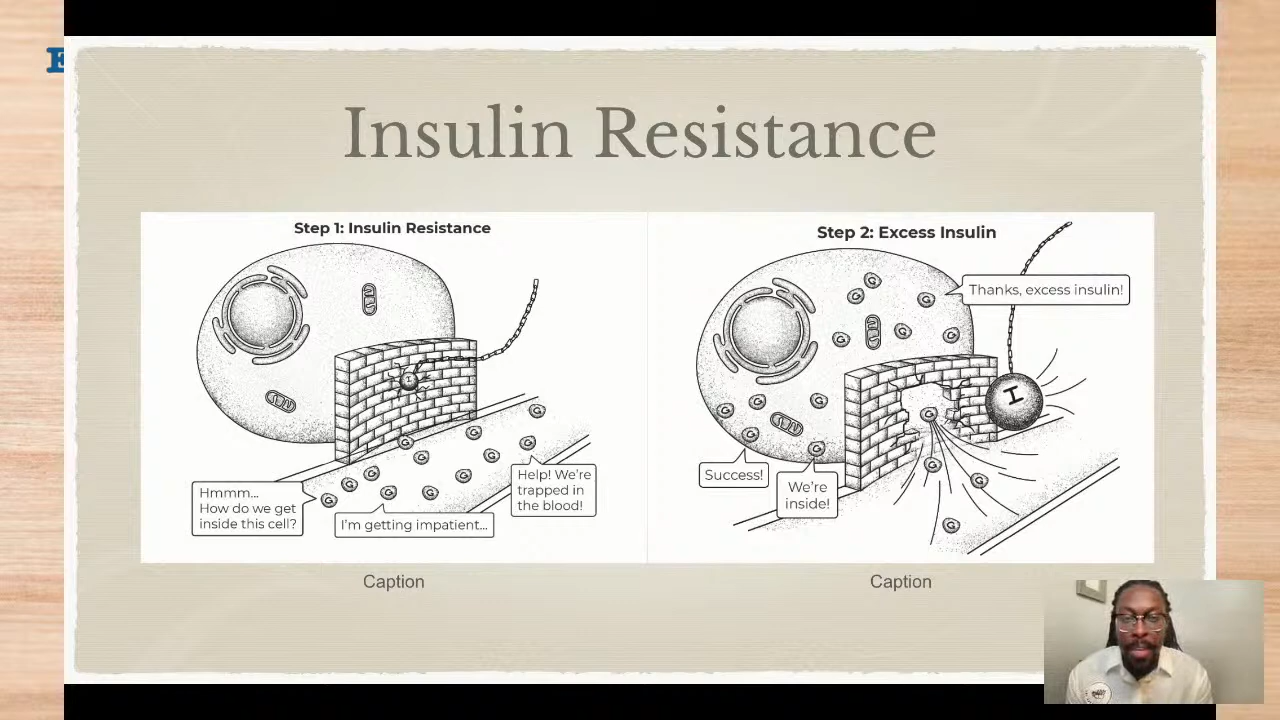 E
Insulin Resistance
Step 1: Insulin Resistance
Hmmm...
How do we get
inside this cell?
I'm getting impatient...
Help! We're
trapped in
the blood!
Caption
Step 2: Excess Insulin
Thanks, excess insulin!
I
Success!
We're
inside!
Caption